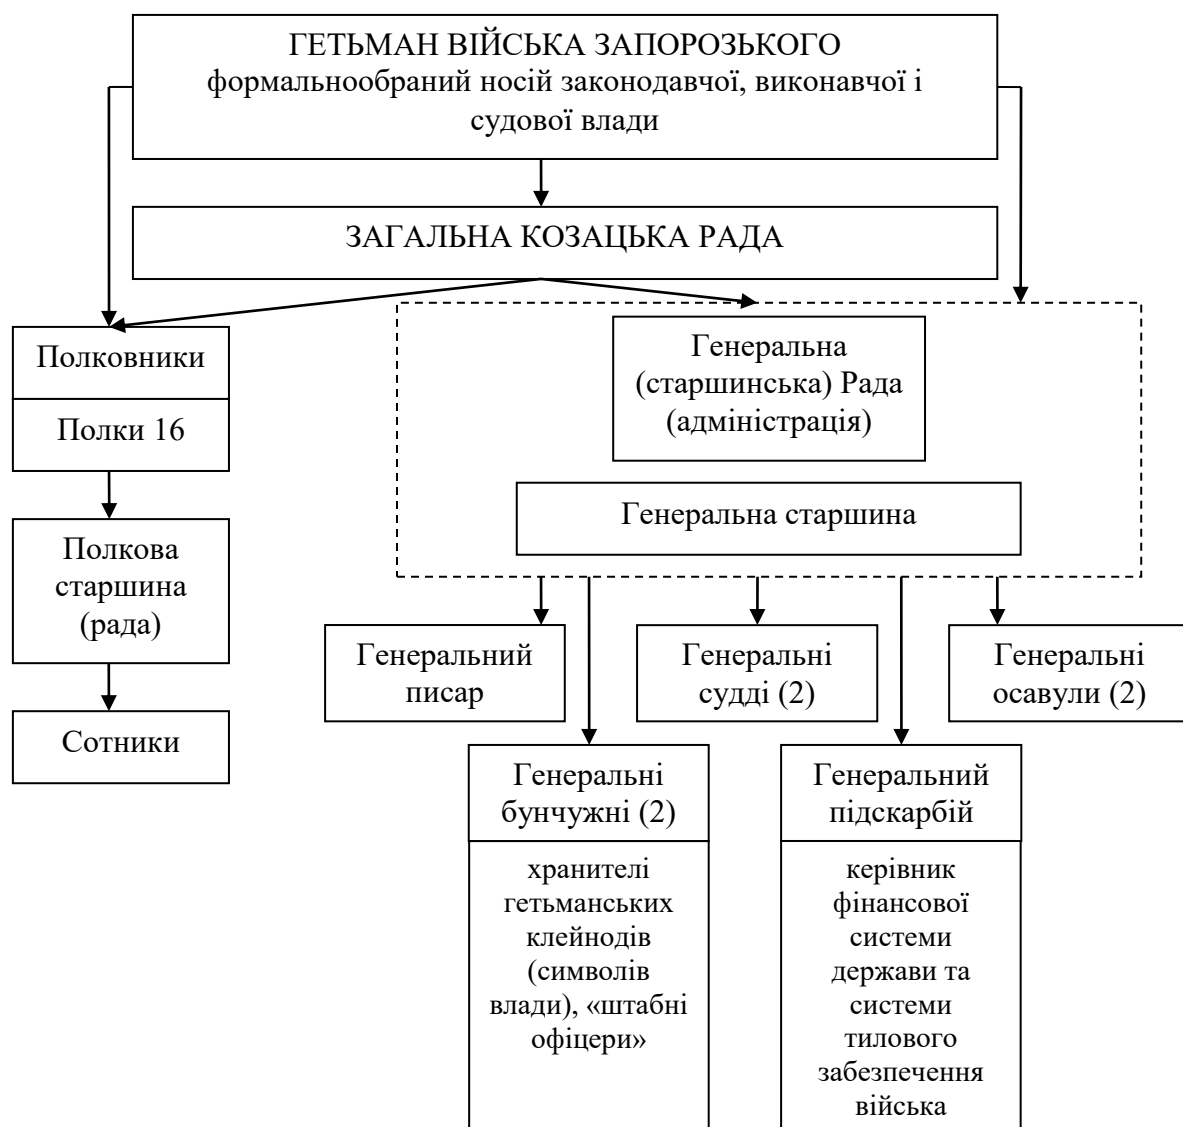 ГЕТЬМАН ВІЙСЬКА ЗАПОРОЗЬКОГО
формальнообраний носій законодавчої, виконавчої і
судової влади
ЗАГАЛЬНА КОЗАЦЬКА РАДА
Полковники
Полки 16
Полкова
старшина
(рада)
Сотники
Генеральна
(старшинська) Рада
(адміністрація)
Генеральна старшина
Генеральний
писар
Генеральні
судді (2)
Генеральні
осавули (2)
Генеральні
бунчужні (2)
хранителі
гетьманських
клейнодів
(символів
влади), «штабні
офіцери»
Генеральний
підскарбій
керівник
фінансової
системи
держави та
системи
тилового
забезпечення
війська